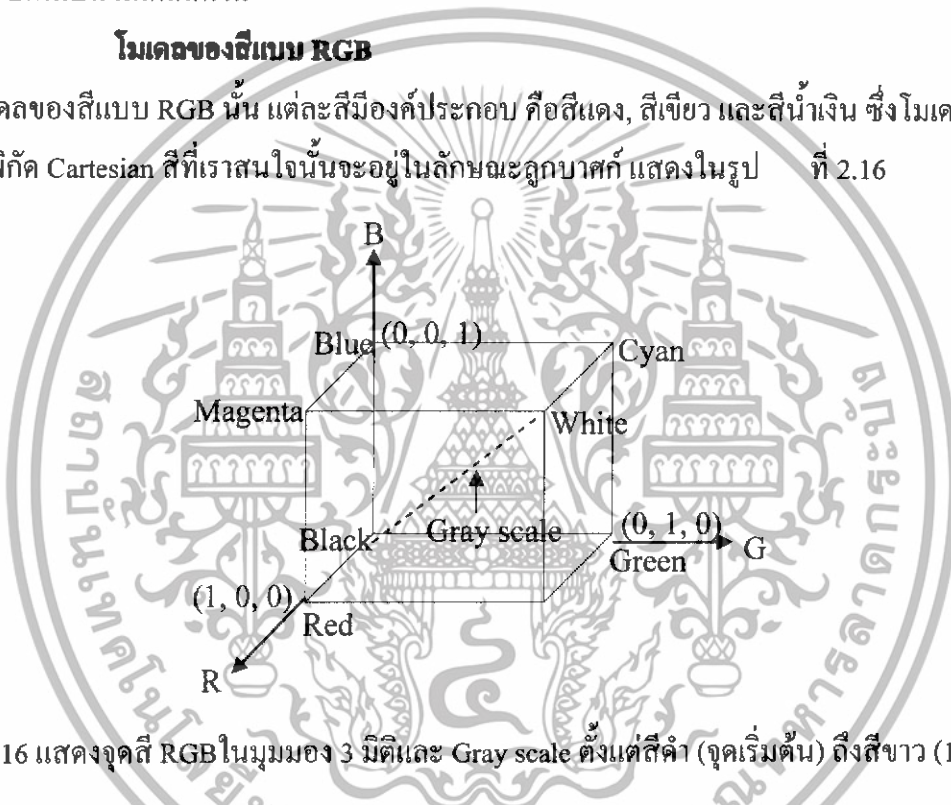 โมเดลของสีแบบ RGB
ดลของสีแบบ RGB นั้น แต่ละสีมีองค์ประกอบ คือสีแดง, สีเขียว และสีน้ำเงิน ซึ่งโมเด
พิกัด Cartesian สีที่เราสนใจนั้นจะอยู่ในลักษณะลูกบาศก์ แสดงในรูป ที่ 2.16
B
Blue (0, 0, 1) Cyan
Magenta White
Black Gray scale (0, 1, 0)
Green G
(1, 0, 0)
Red
R
16 แสดงจุดสี RGB ในมุมมอง 3 มิติและ Gray scale ตั้งแต่สีดำ (จุดเริ่มต้น) ถึงสีขาว (1